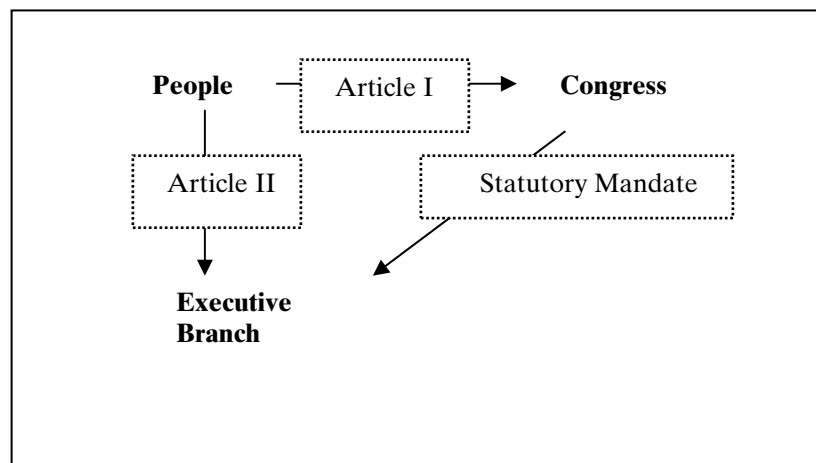 People
Article I
Congress
Article II
Statutory Mandate
Executive
Branch